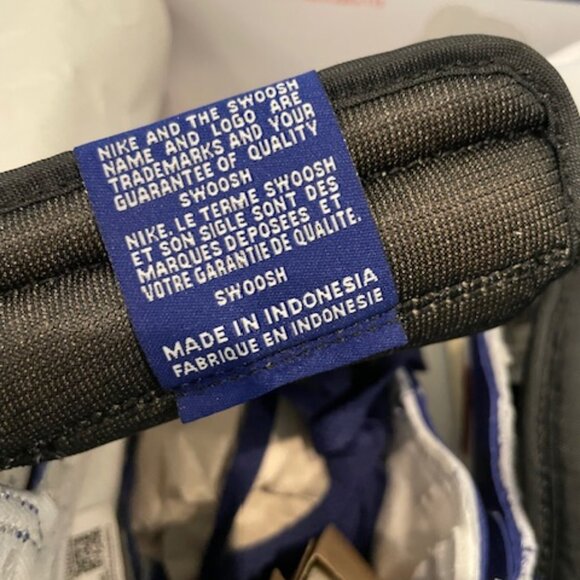 NIKE AND THE SWOOSH
NAME AND LOGO ARE
TRADEMARKS AND YOUR
GUARANTEE OF QUALITY
SWOOSH
NIKE. LE TERME SWOOSH
ET SON SIGLE SONT DES
MARQUES DEPOSEES ET
VOTRE GARANTIE DE QUALITE.
SWOOSH
MADE IN INDONESIA
FABRIQUE EN INDONESIE